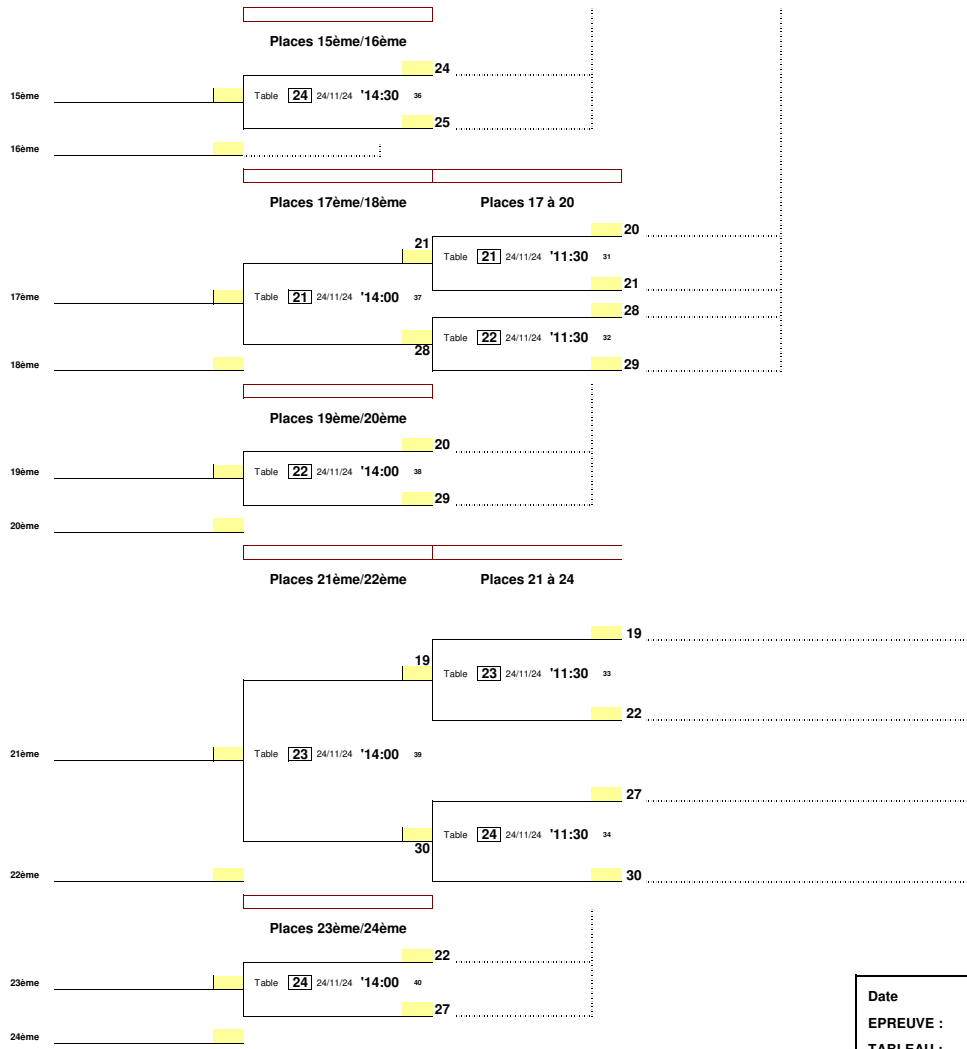 Places 15ème/16ème
24
15ème Table 24 24/11/24 '14:30 36
25
16ème
Places 17ème/18ème Places 17 à 20
20
21
Table 21 24/11/24 '11:30 31
21
17ème Table 21 24/11/24 '14:00 37
28
Table 22 24/11/24 '11:30 32
28
18ème
29
Places 19ème/20ème
20
19ème Table 22 24/11/24 '14:00 38
29
20ème
Places 21ème/22ème Places 21 à 24
19
19
Table 23 24/11/24 '11:30 33
22
21ème Table 23 24/11/24 '14:00 39
27
Table 24 24/11/24 '11:30 34
30
22ème
30
Places 23ème/24ème
22
23ème Table 24 24/11/24 '14:00 40
Date
27
EPREUVE :
24ème
TABLEAU :